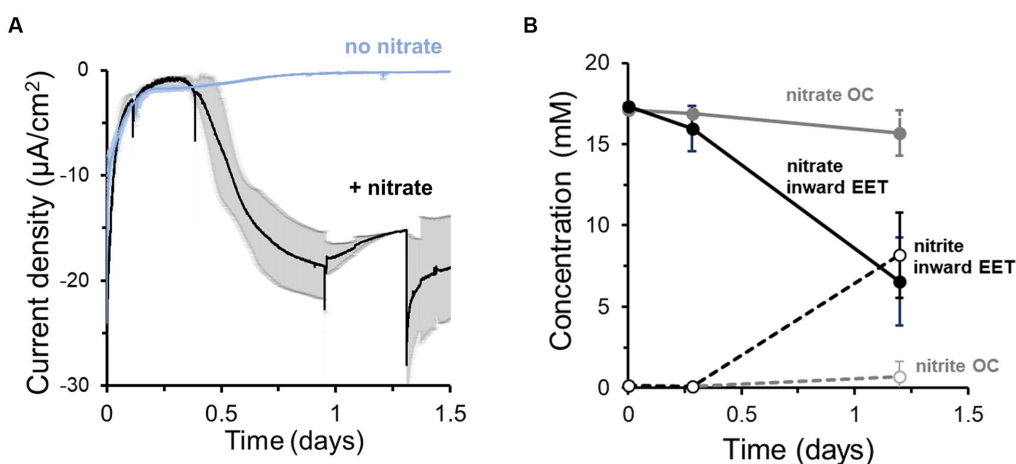 A
no nitrate
0
-10
-20
-30
Current density (µA/cm2)
+ nitrate
0
0.5
1
1.5
Time (days)
B
20
15
10
5
0
Concentration (mM)
nitrate OC
nitrate
inward EET
nitrite
inward EET
nitrite OC
0
0.5
1
1.5
Time (days)